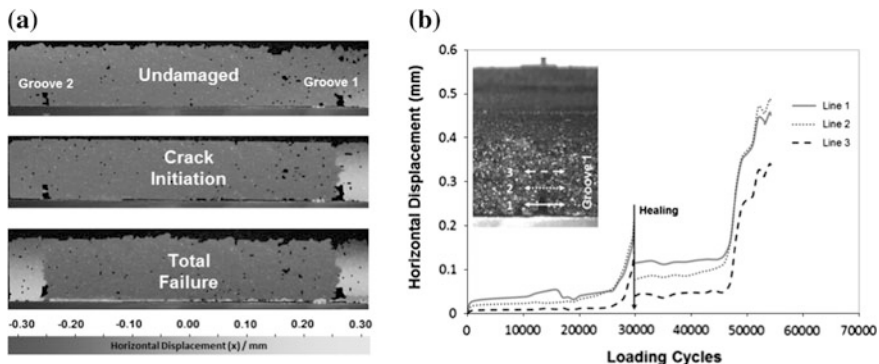 (a)
Groove 2
Undamaged
Groove 1
Crack
Initiation
Total
Failure
-0.30 -0.20 -0.10 0.00 0.10 0.20 0.30
Horizontal Displacement (x) / mm
(b)
Horizontal Displacement (mm)
0.6
0.5
0.4
0.3
0.2
0.1
0
0 10000 20000 30000 40000 50000 60000 70000
Loading Cycles
3
2
1
Groove 1
Healing
Line 1
Line 2
Line 3